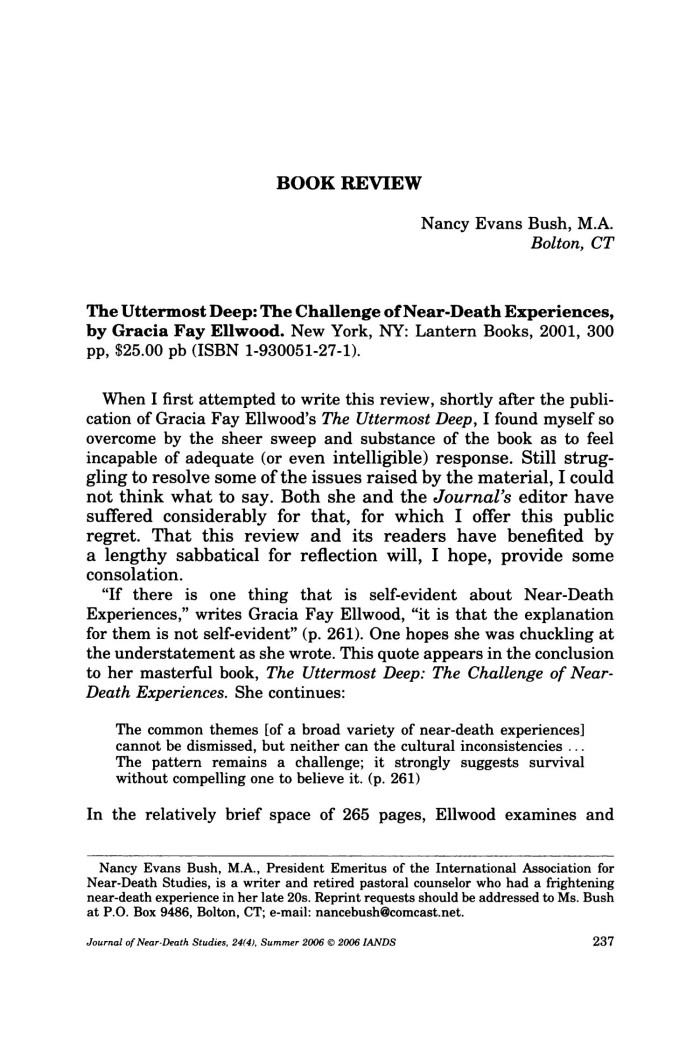 BOOK REVIEW
Nancy Evans Bush, M.A.
Bolton, CT
The Uttermost Deep: The Challenge of Near-Death Experiences,
by Gracia Fay Ellwood. New York, NY: Lantern Books, 2001, 300
pp, $25.00 pb (ISBN 1-930051-27-1).
When I first attempted to write this review, shortly after the publi-
cation of Gracia Fay Ellwood's The Uttermost Deep, I found myself so
overcome by the sheer sweep and substance of the book as to feel
incapable of adequate (or even intelligible) response. Still strug-
gling to resolve some of the issues raised by the material, I could
not think what to say. Both she and the Journal's editor have
suffered considerably for that, for which I offer this public
regret. That this review and its readers have benefited by
a lengthy sabbatical for reflection will, I hope, provide some
consolation.
"If there is one thing that is self-evident about Near-Death
Experiences," writes Gracia Fay Ellwood, "it is that the explanation
for them is not self-evident" (p. 261). One hopes she was chuckling at
the understatement as she wrote. This quote appears in the conclusion
to her masterful book, The Uttermost Deep: The Challenge of Near-
Death Experiences. She continues:
The common themes [of a broad variety of near-death experiences]
cannot be dismissed, but neither can the cultural inconsistencies ...
The pattern remains a challenge; it strongly suggests survival
without compelling one to believe it. (p. 261)
In the relatively brief space of 265 pages, Ellwood examines and
Nancy Evans Bush, M.A., President Emeritus of the International Association for
Near-Death Studies, is a writer and retired pastoral counselor who had a frightening
near-death experience in her late 20s. Reprint requests should be addressed to Ms. Bush
at P.O. Box 9486, Bolton, CT; e-mail: nancebush@comcast.net.
Journal of Near-Death Studies, 24(4), Summer 2006 © 2006 IANDS 237